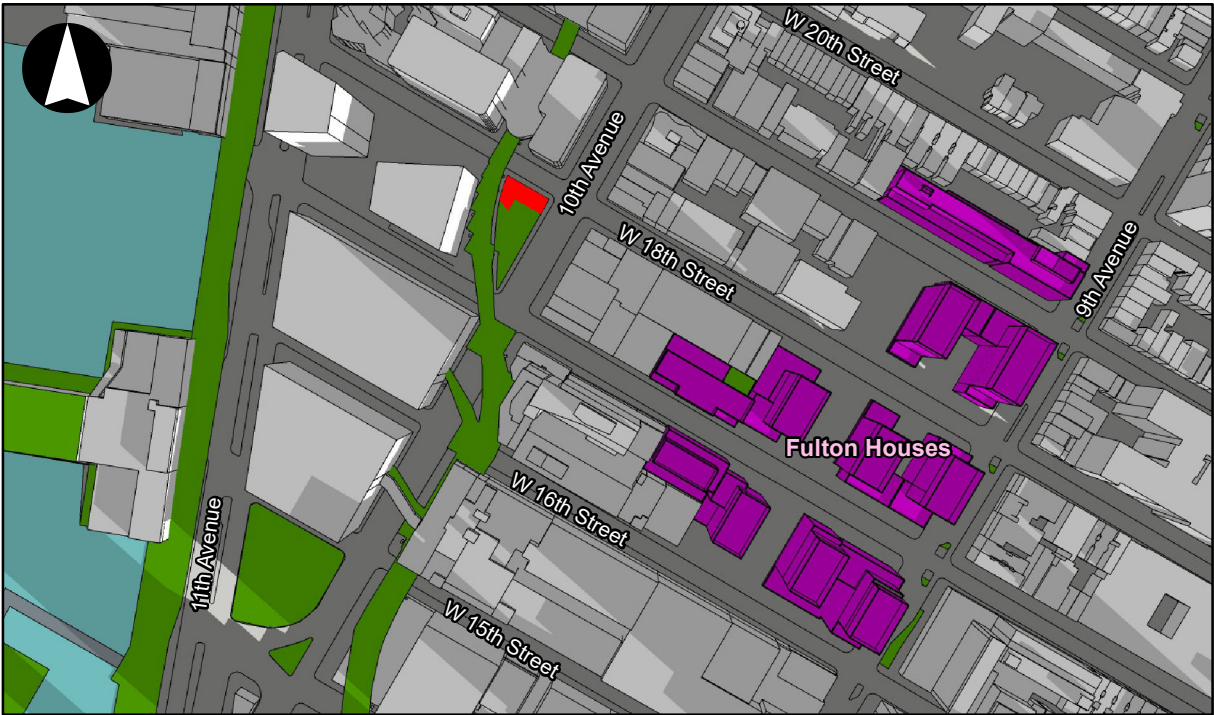 W 20th Street
10th Avenue
W 18th Street
9th Avenue
Fulton Houses
W 16th Street
11th Avenue
W 15th Street